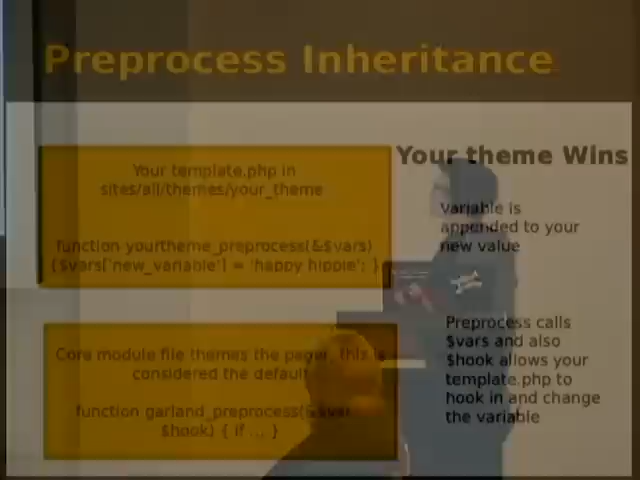 Preprocess Inheritance
Your theme Wins
Your template.php in
sites/all/themes/your_theme
function yourtheme_preprocess(&$vars)
{$vars['new_variable'] = 'happy hippie'; }
Variable is
appended to your
new value
Core module file themes the pager, this is
considered the default
function garland_preprocess(&$vars,
$hook) { if ... }
Preprocess calls
$vars and also
$hook allows your
template.php to
hook in and change
the variable